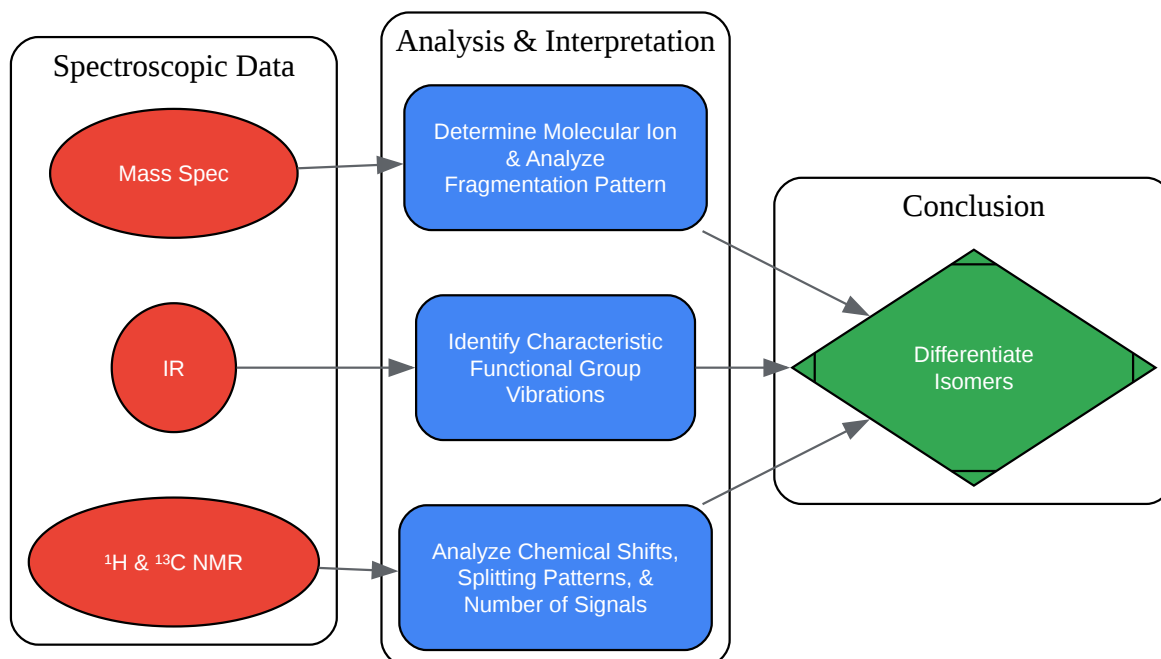 Spectroscopic Data
Mass Spec
IR
¹H & ¹³C NMR
Analysis & Interpretation
Determine Molecular Ion
& Analyze
Fragmentation Pattern
Identify Characteristic
Functional Group
Vibrations
Analyze Chemical Shifts,
Splitting Patterns, &
Number of Signals
Conclusion
Differentiate
Isomers